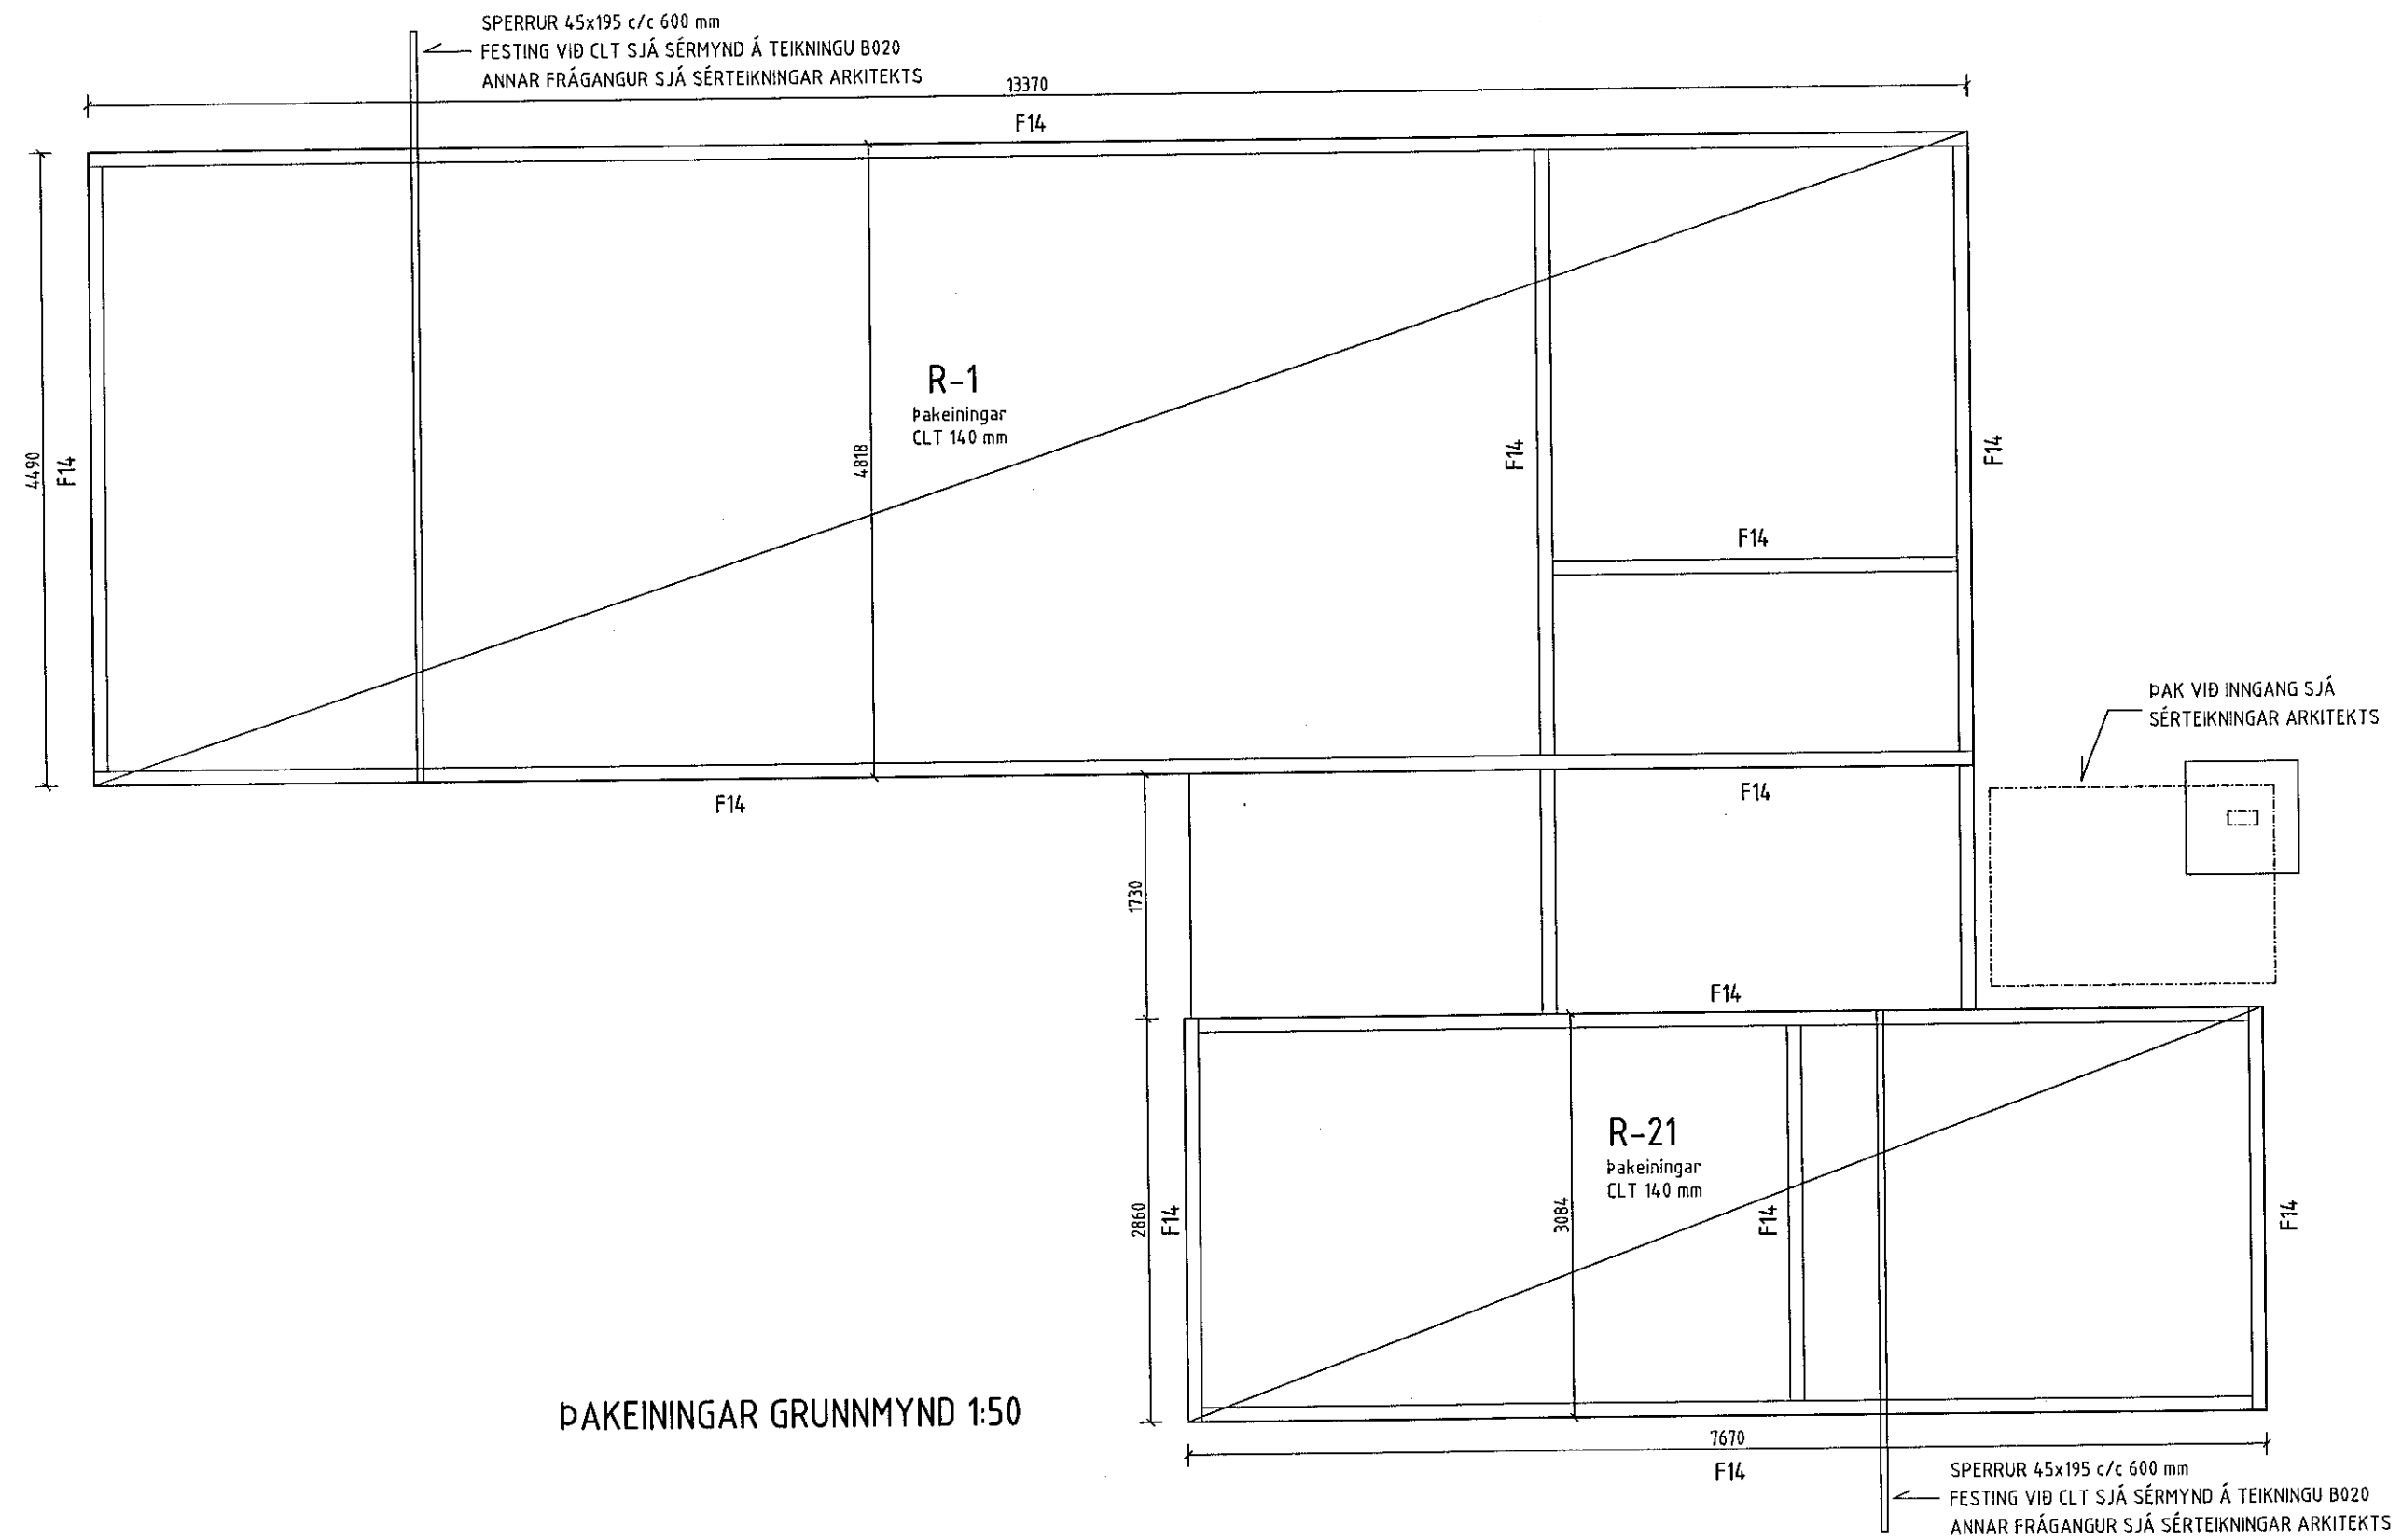 SPERRUR 45x195 c/c 600 mm
FESTING VIÐ CLT SJÁ SÉRMYND Á TEIKNINGU B020
ANNAR FRÁGANGUR SJÁ SÉRTEIKNINGAR ARKITEKTS
13370
F14
4490
F14
R-1
Þakeiningar
CLT 140 mm
4818
F14
F14
F14
F14
F14
ÞAK VIÐ INNGANG SJÁ
SÉRTEIKNINGAR ARKITEKTS
1730
F14
R-21
Þakeiningar
CLT 140 mm
2860
F14
3084
F14
F14
ÞAKEININGAR GRUNNMYND 1:50
7670
F14
SPERRUR 45x195 c/c 600 mm
FESTING VIÐ CLT SJÁ SÉRMYND Á TEIKNINGU B020
ANNAR FRÁGANGUR SJÁ SÉRTEIKNINGAR ARKITEKTS